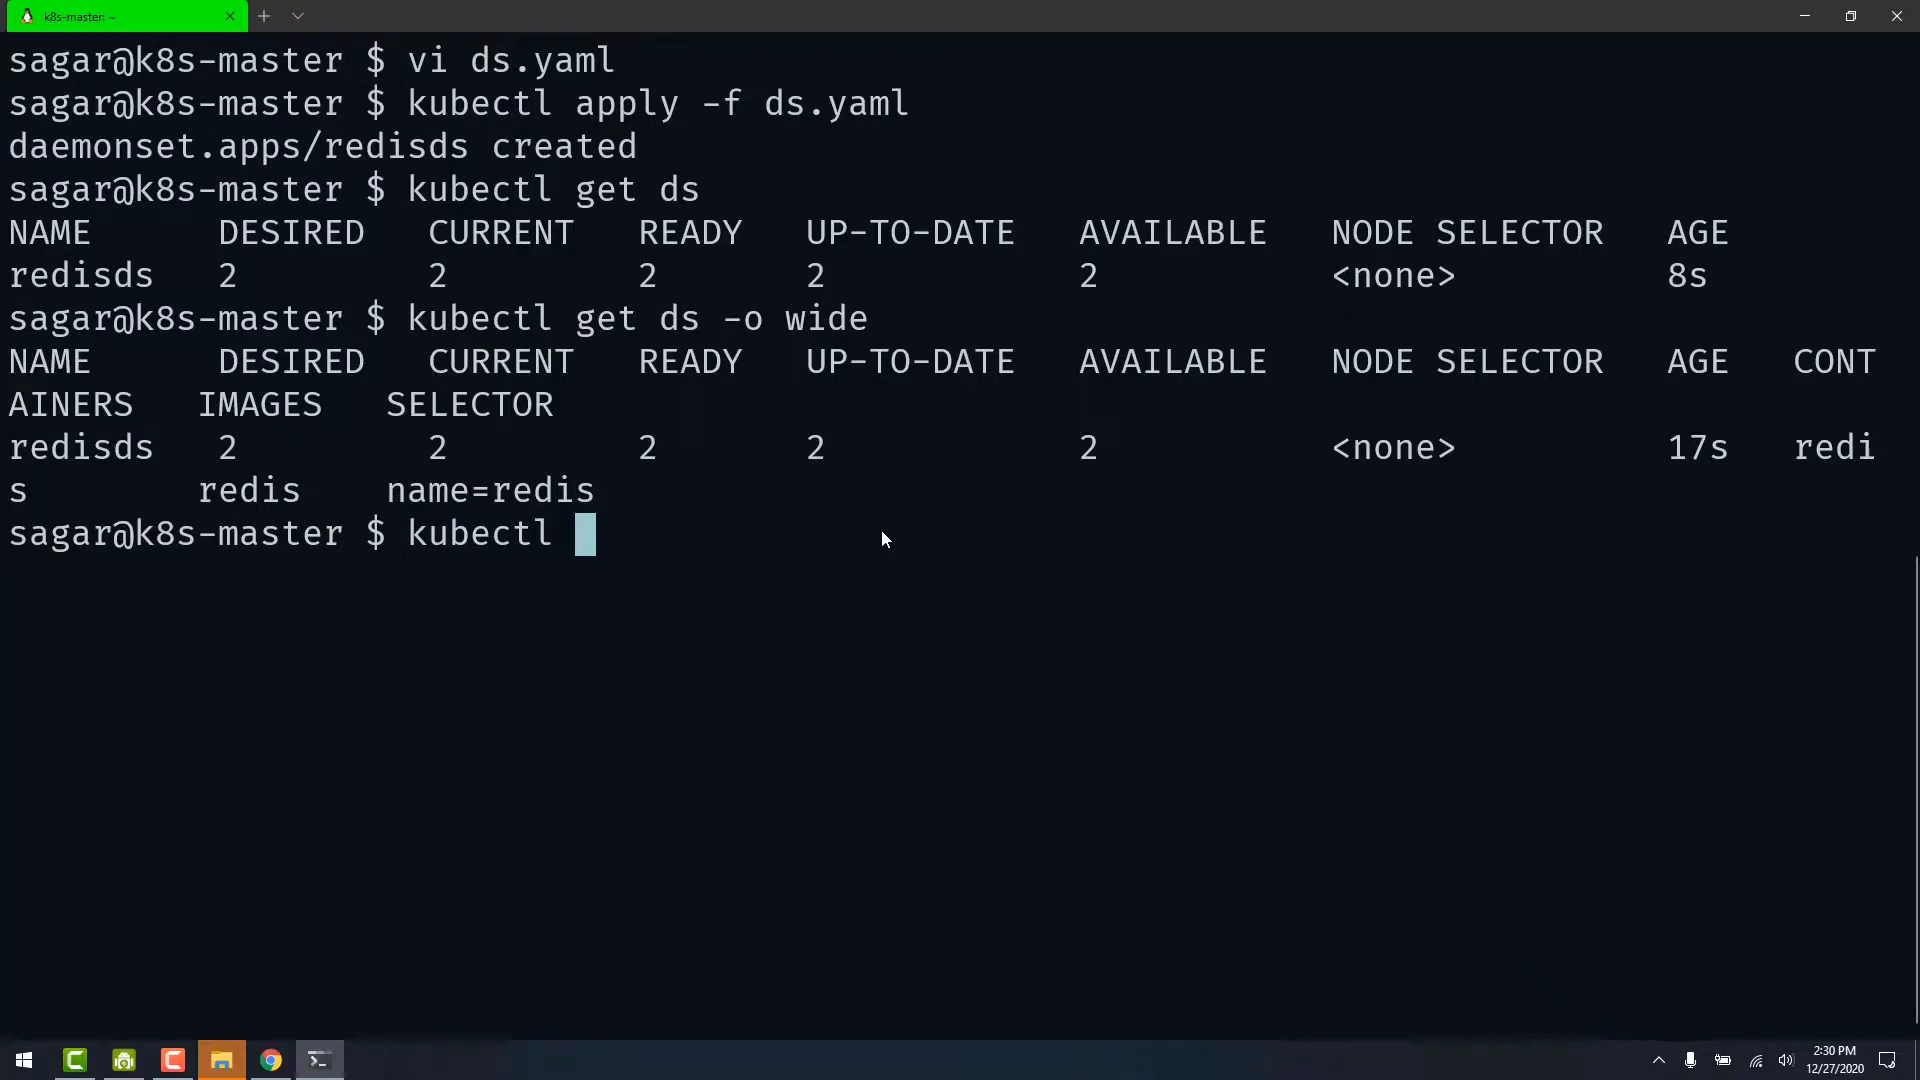 k8s-master: ~
sagar@k8s-master $ vi ds.yaml
sagar@k8s-master $ kubectl apply -f ds.yaml
daemonset.apps/redisds created
sagar@k8s-master $ kubectl get ds
NAME DESIRED CURRENT READY UP-TO-DATE AVAILABLE NODE SELECTOR AGE
redisds 2 2 2 2 2 <none> 8s
sagar@k8s-master $ kubectl get ds -o wide
NAME DESIRED CURRENT READY UP-TO-DATE AVAILABLE NODE SELECTOR AGE CONT
AINERS IMAGES SELECTOR
redisds 2 2 2 2 2 <none> 17s redi
s redis name=redis
sagar@k8s-master $ kubectl
2:30 PM
12/27/2020